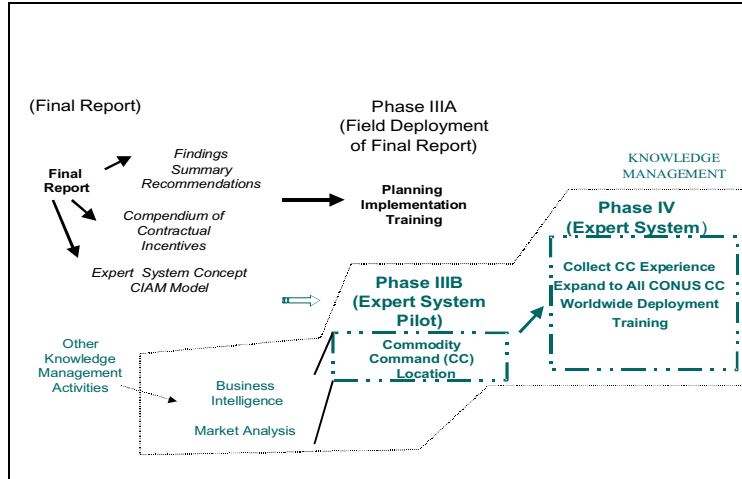 (Final Report)
Final
Report
Findings
Summary
Recommendations
Compendium of
Contractual
Incentives
Expert System Concept
CIAM Model
Phase IIIA
(Field Deployment
of Final Report)
Planning
Implementation
Training
KNOWLEDGE
MANAGEMENT
Phase IV
(Expert System)
Collect CC Experience
Expand to All CONUS CC
Worldwide Deployment
Training
Phase IIIB
(Expert System
Pilot)
Commodity
Command (CC)
Location
Other
Knowledge
Management
Activities
Business
Intelligence
Market Analysis